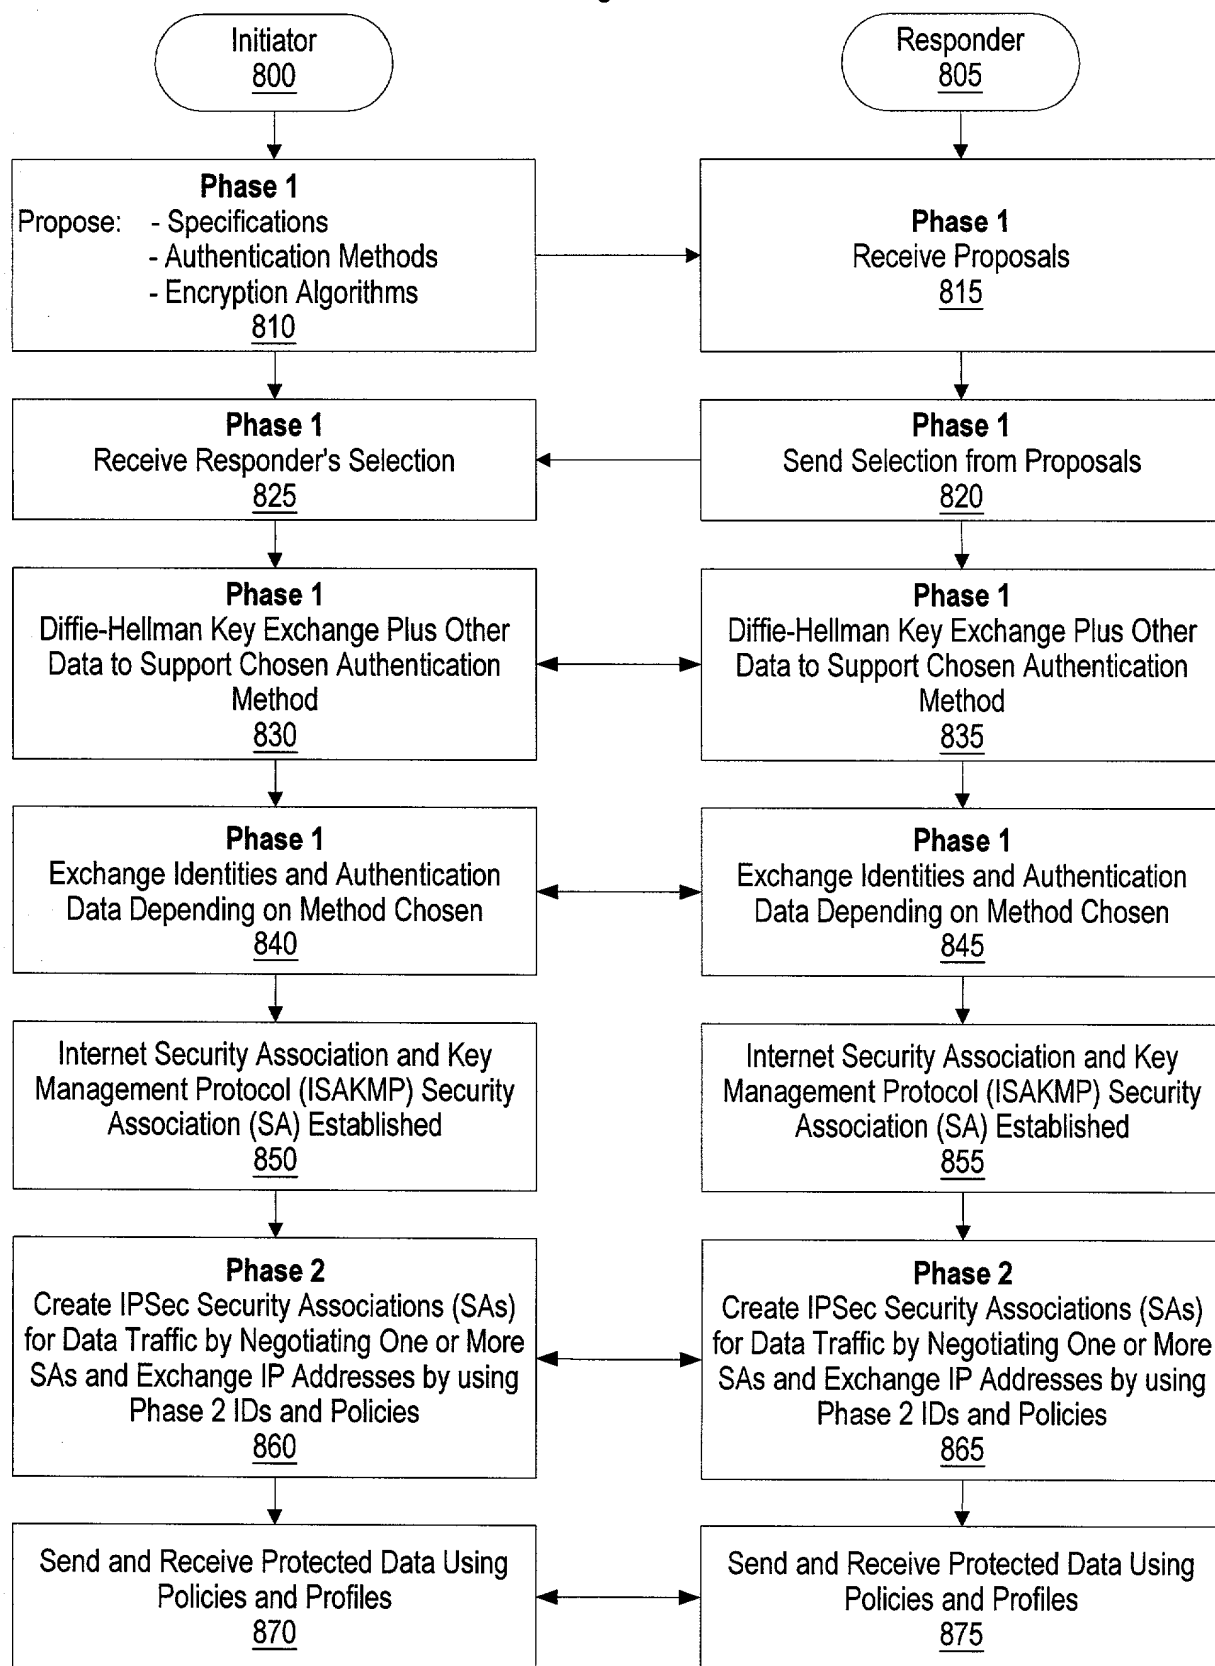 Initiator
800
Responder
805
Phase 1
Propose: - Specifications
- Authentication Methods
- Encryption Algorithms
810
Phase 1
Receive Proposals
815
Phase 1
Receive Responder's Selection
825
Phase 1
Send Selection from Proposals
820
Phase 1
Diffie-Hellman Key Exchange Plus Other
Data to Support Chosen Authentication
Method
830
Phase 1
Diffie-Hellman Key Exchange Plus Other
Data to Support Chosen Authentication
Method
835
Phase 1
Exchange Identities and Authentication
Data Depending on Method Chosen
840
Phase 1
Exchange Identities and Authentication
Data Depending on Method Chosen
845
Internet Security Association and Key
Management Protocol (ISAKMP) Security
Association (SA) Established
850
Internet Security Association and Key
Management Protocol (ISAKMP) Security
Association (SA) Established
855
Phase 2
Create IPSec Security Associations (SAs)
for Data Traffic by Negotiating One or More
SAs and Exchange IP Addresses by using
Phase 2 IDs and Policies
860
Phase 2
Create IPSec Security Associations (SAs)
for Data Traffic by Negotiating One or More
SAs and Exchange IP Addresses by using
Phase 2 IDs and Policies
865
Send and Receive Protected Data Using
Policies and Profiles
870
Send and Receive Protected Data Using
Policies and Profiles
875